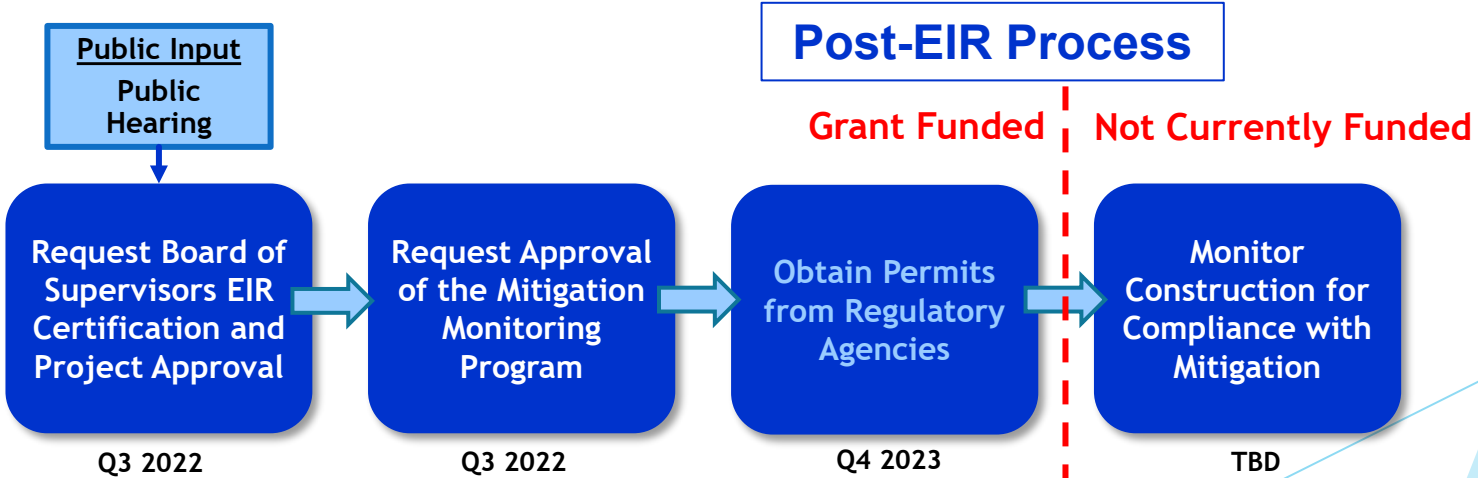 Post-EIR Process
Public Input
Public
Hearing
Grant Funded
Not Currently Funded
Request Board of
Supervisors EIR
Certification and
Project Approval
Request Approval
of the Mitigation
Monitoring
Program
Obtain Permits
from Regulatory
Agencies
Monitor
Construction for
Compliance with
Mitigation
Q3 2022
Q3 2022
Q4 2023
TBD